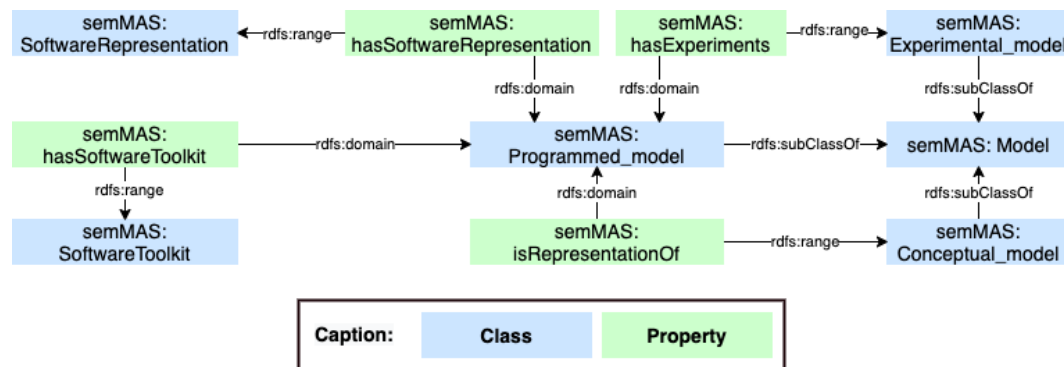 semMAS:
SoftwareRepresentation
rdfs:range
semMAS:
hasSoftwareRepresentation
semMAS:
hasExperiments
rdfs:range
semMAS:
Experimental_model
rdfs:domain
rdfs:domain
rdfs:subClassOf
semMAS:
hasSoftwareToolkit
rdfs:domain
semMAS:
Programmed_model
rdfs:subClassOf
semMAS: Model
rdfs:range
rdfs:domain
rdfs:subClassOf
semMAS:
SoftwareToolkit
semMAS:
isRepresentationOf
rdfs:range
semMAS:
Conceptual_model
Caption:
Class
Property